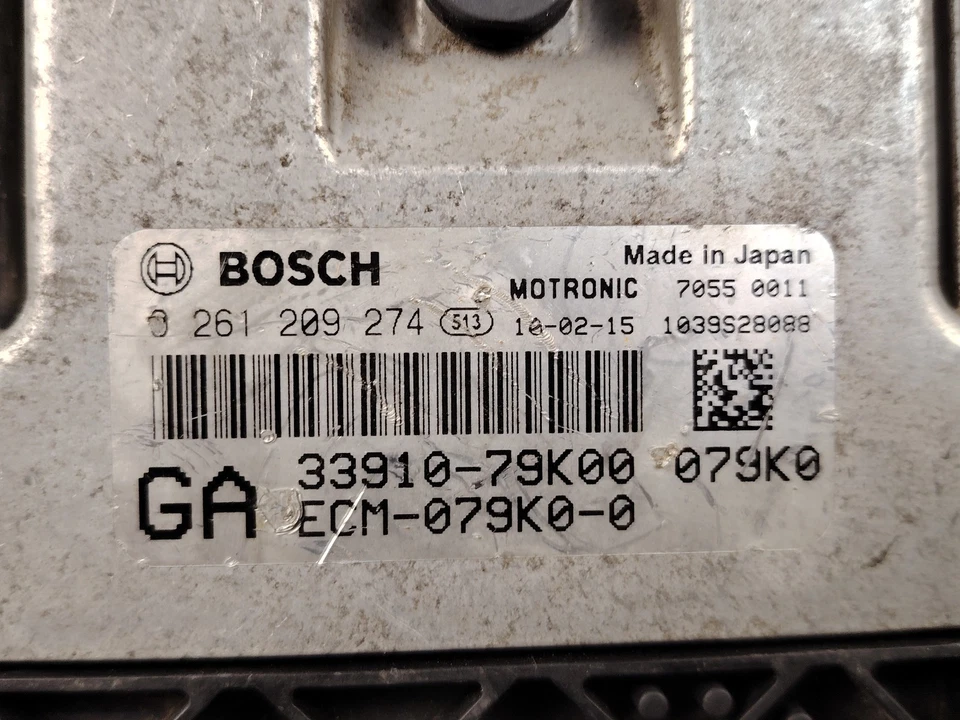 BOSCH
Made in Japan
MOTRONIC 7055 0011
0 261 209 274 513 10-02-15 1039S28088
33910-79K00 079K0
GA ECM-079K0-0